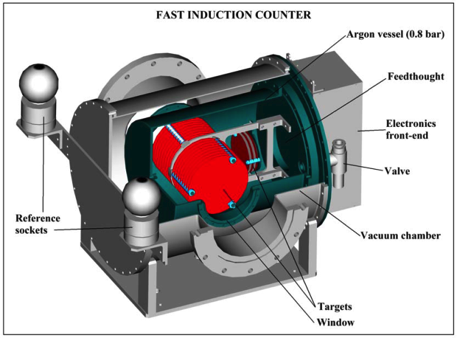 FAST INDUCTION COUNTER
Argon vessel (0.8 bar)
Feedthought
Electronics
front-end
Valve
Reference
sockets
Vacuum chamber
Targets
Window